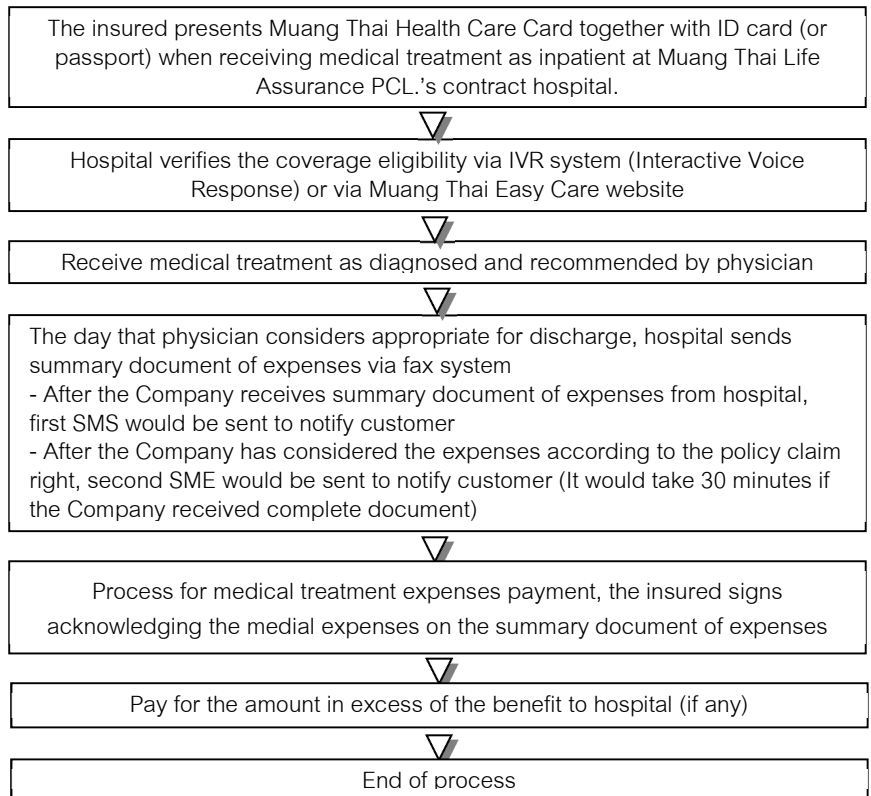 The insured presents Muang Thai Health Care Card together with ID card (or
passport) when receiving medical treatment as inpatient at Muang Thai Life
Assurance PCL.'s contract hospital.
Hospital verifies the coverage eligibility via IVR system (Interactive Voice
Response) or via Muang Thai Easy Care website
Receive medical treatment as diagnosed and recommended by physician
The day that physician considers appropriate for discharge, hospital sends
summary document of expenses via fax system
- After the Company receives summary document of expenses from hospital,
first SMS would be sent to notify customer
- After the Company has considered the expenses according to the policy claim
right, second SME would be sent to notify customer (It would take 30 minutes if
the Company received complete document)
Process for medical treatment expenses payment, the insured signs
acknowledging the medial expenses on the summary document of expenses
Pay for the amount in excess of the benefit to hospital (if any)
End of process